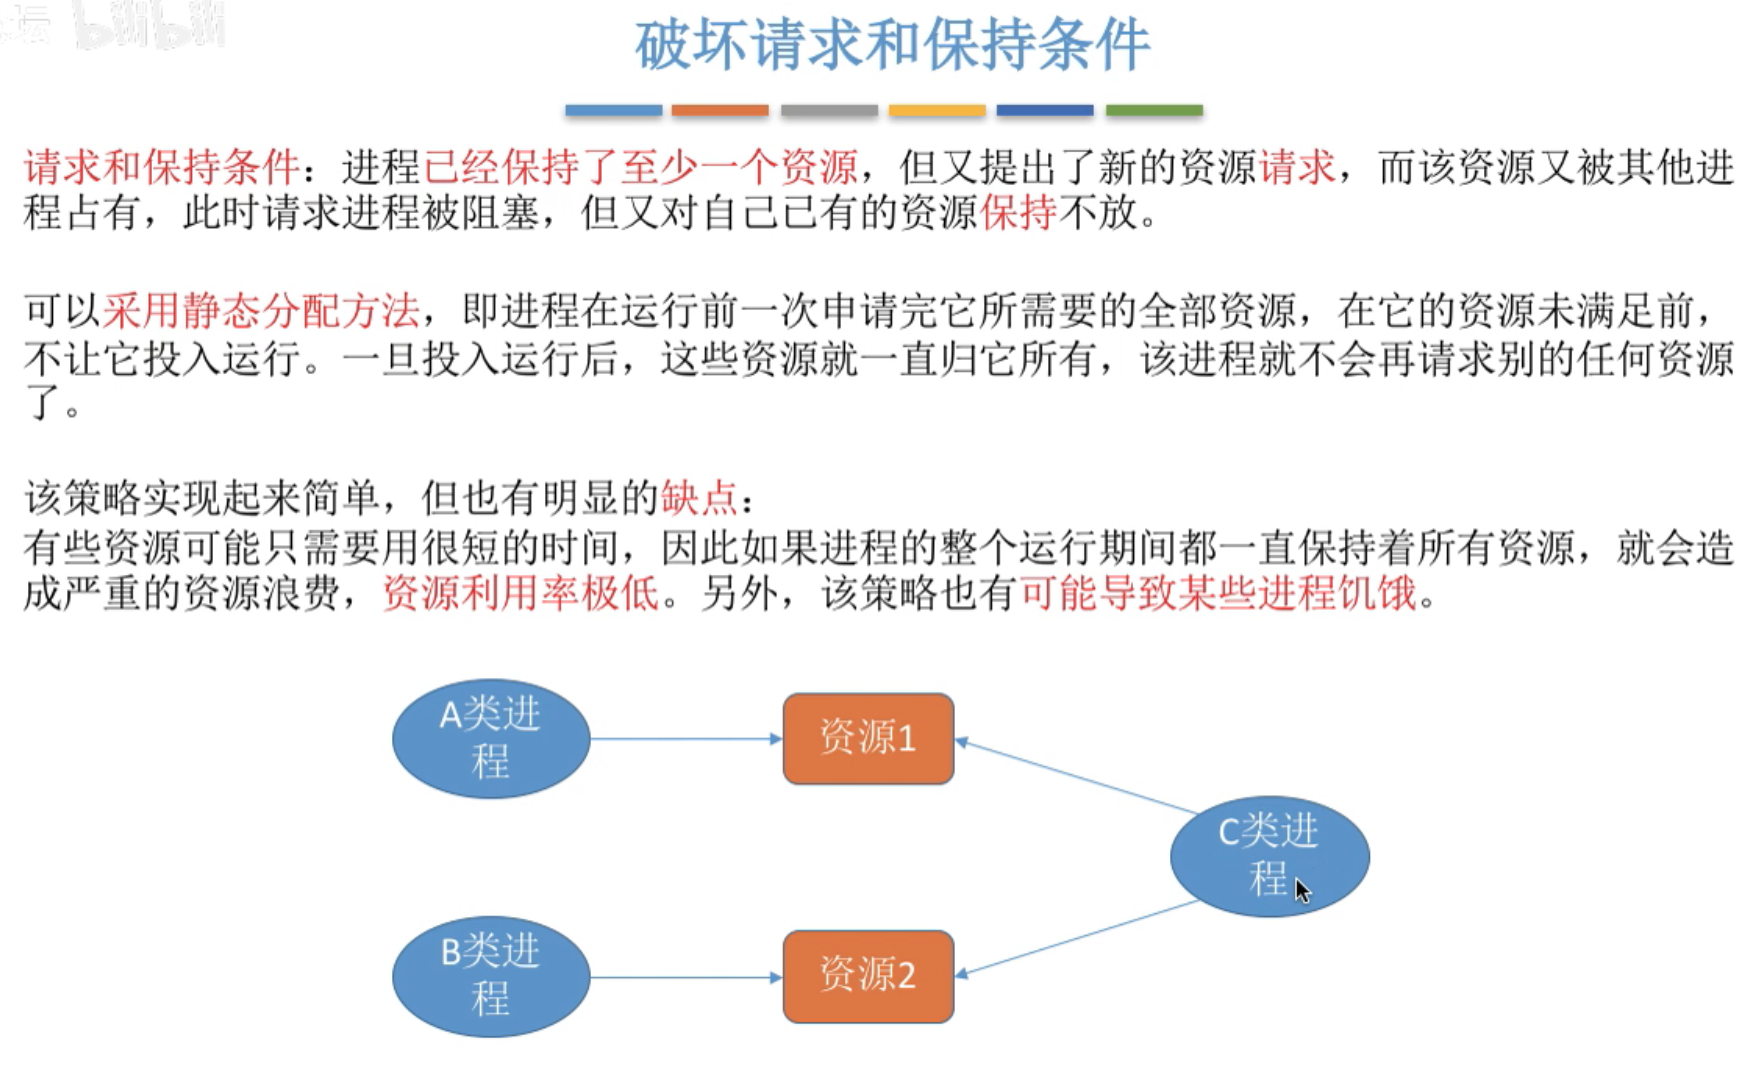 坛 bilibili
破坏请求和保持条件
请求和保持条件：进程已经保持了至少一个资源，但又提出了新的资源请求，而该资源又被其他进
程占有，此时请求进程被阻塞，但又对自己已有的资源保持不放。
可以采用静态分配方法，即进程在运行前一次申请完它所需要的全部资源，在它的资源未满足前，
不让它投入运行。一旦投入运行后，这些资源就一直归它所有，该进程就不会再请求别的任何资源
了。
该策略实现起来简单，但也有明显的缺点：
有些资源可能只需要用很短的时间，因此如果进程的整个运行期间都一直保持着所有资源，就会造
成严重的资源浪费，资源利用率极低。另外，该策略也有可能导致某些进程饥饿。
A类进
程
资源1
C类进
程
B类进
程
资源2